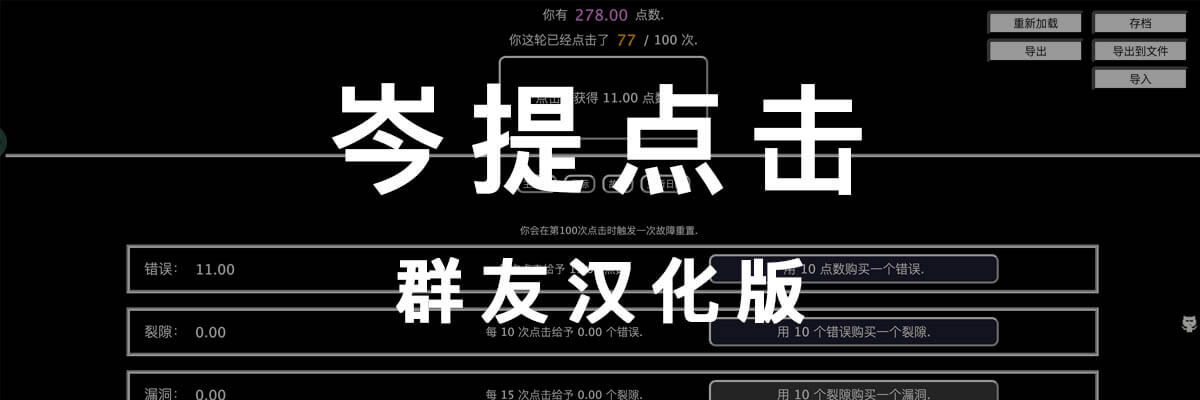 你有 278.00 点数.
你这轮已经点击了 77 / 100 次.
重新加载 存档
导出 导出到文件
导入
获得 11.00 点数
岑提点击
你会在第100次点击时触发一次故障重置.
错误: 11.00
用 10 点数购买一个错误.
群友汉化版
裂隙: 0.00 每 10 次点击给予 0.00 个错误. 用 10 个错误购买一个裂隙.
漏洞: 0.00 每 15 次点击给予 0.00 个裂隙. 用 10 个裂隙购买一个漏洞.